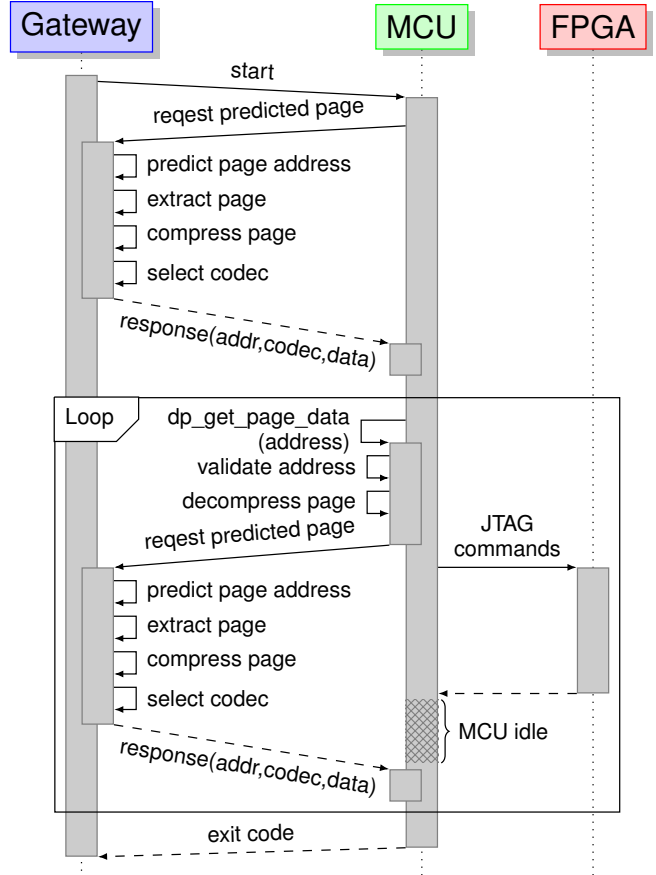 Gateway
MCU
FPGA
start
reqest predicted page
predict page address
extract page
compress page
select codec
response(addr,codec,data)
Loop
dp_get_page_data
(address)
validate address
decompress page
reqest predicted page
JTAG
commands
predict page address
extract page
compress page
select codec
MCU idle
response(addr,codec,data)
exit code